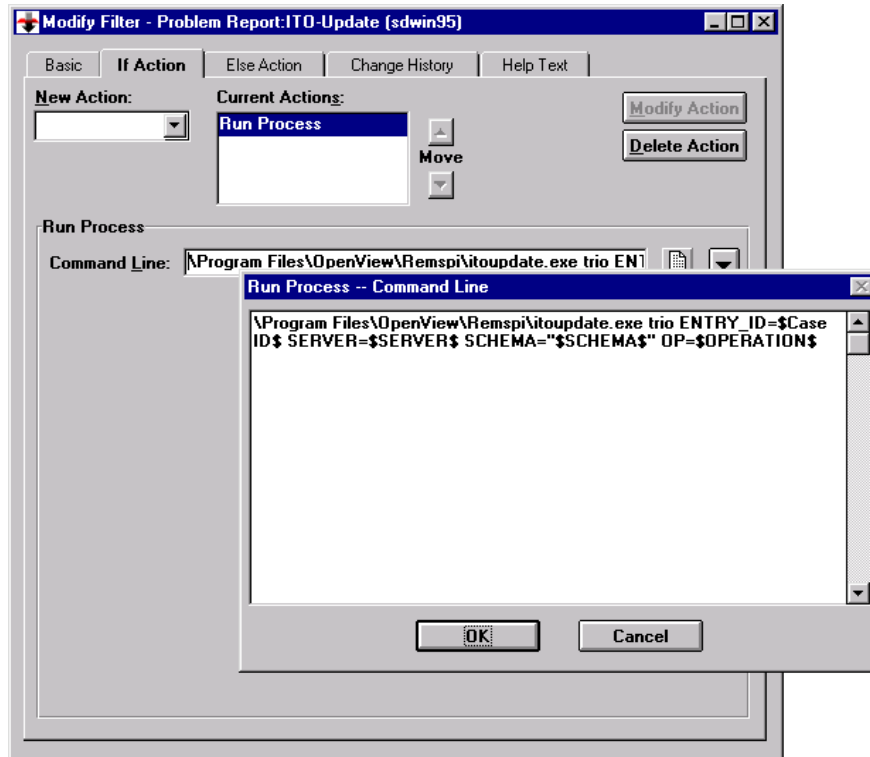 Modify Filter - Problem Report:ITO-Update (sdwin95)
Basic If Action Else Action Change History Help Text
New Action:
Current Actions:
Run Process
Move
Modify Action
Delete Action
Run Process
Command Line: \Program Files\OpenView\Remspi\itoupdate.exe trio ENT
Run Process -- Command Line
\Program Files\OpenView\Remspi\itoupdate.exe trio ENTRY_ID=$Case
ID$ SERVER=$SERVER$ SCHEMA="$SCHEMA$" OP=$OPERATION$
OK Cancel